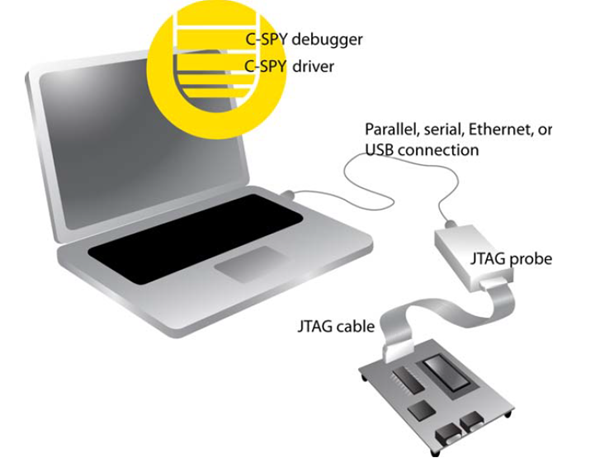 C-SPY debugger
C-SPY driver
Parallel, serial, Ethernet, or
USB connection
JTAG probe
JTAG cable